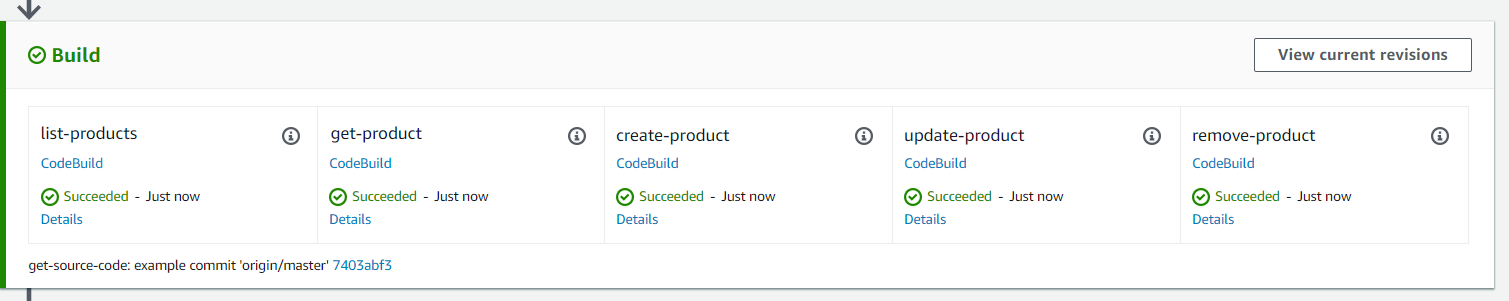 Build
View current revisions
list-products
CodeBuild
Succeeded - Just now
Details
get-product
CodeBuild
Succeeded - Just now
Details
create-product
CodeBuild
Succeeded - Just now
Details
update-product
CodeBuild
Succeeded - Just now
Details
remove-product
CodeBuild
Succeeded - Just now
Details
get-source-code: example commit 'origin/master' 7403abf3